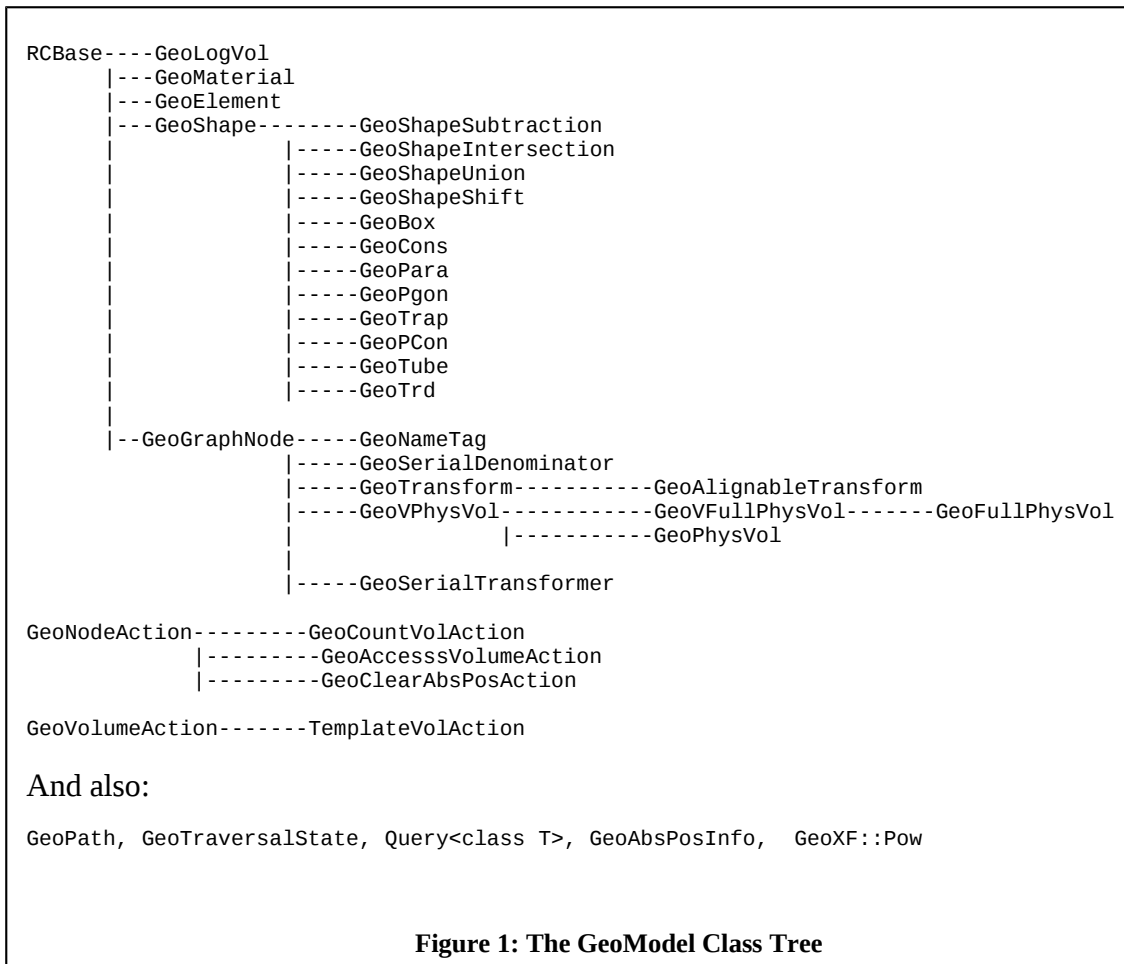 RCBase----GeoLogVol
      |---GeoMaterial
      |---GeoElement
      |---GeoShape--------GeoShapeSubtraction
      |             |-----GeoShapeIntersection
      |             |-----GeoShapeUnion
      |             |-----GeoShapeShift
      |             |-----GeoBox
      |             |-----GeoCons
      |             |-----GeoPara
      |             |-----GeoPgon
      |             |-----GeoTrap
      |             |-----GeoPCon
      |             |-----GeoTube
      |             |-----GeoTrd
      |
      |--GeoGraphNode-----GeoNameTag
                    |-----GeoSerialDenominator
                    |-----GeoTransform-----------GeoAlignableTransform
                    |-----GeoVPhysVol------------GeoVFullPhysVol-------GeoFullPhysVol
                    |                |-----------GeoPhysVol
                    |
                    |-----GeoSerialTransformer
GeoNodeAction---------GeoCountVolAction
             |---------GeoAccesssVolumeAction
             |---------GeoClearAbsPosAction
GeoVolumeAction-------TemplateVolAction
And also:
GeoPath, GeoTraversalState, Query<class T>, GeoAbsPosInfo,  GeoXF::Pow
Figure 1: The GeoModel Class Tree